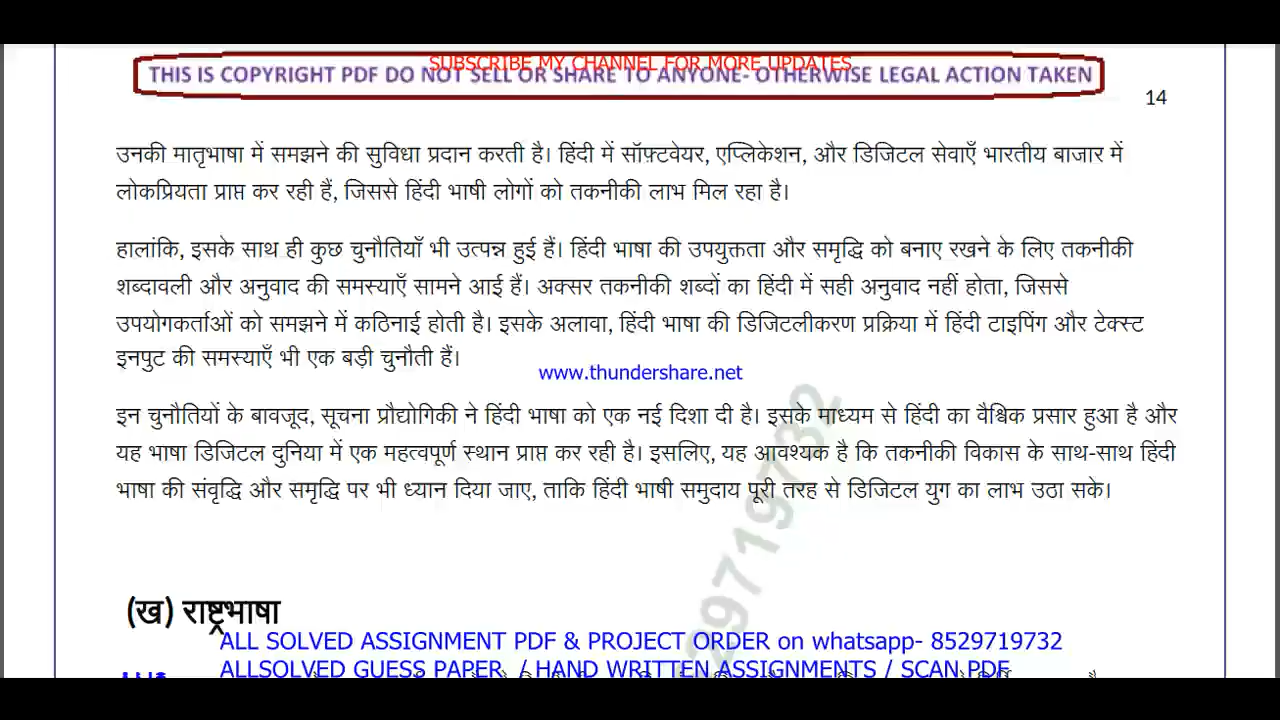 SUBSCRIBE MY CHANNEL FOR MORE UPDATES
THIS IS COPYRIGHT PDF DO NOT SELL OR SHARE TO ANYONE- OTHERWISE LEGAL ACTION TAKEN
14
उनकी मातृभाषा में समझने की सुविधा प्रदान करती है। हिंदी में सॉफ़्टवेयर, एप्लिकेशन, और डिजिटल सेवाएँ भारतीय बाजार में
लोकप्रियता प्राप्त कर रही हैं, जिससे हिंदी भाषी लोगों को तकनीकी लाभ मिल रहा है।
हालांकि, इसके साथ ही कुछ चुनौतियाँ भी उत्पन्न हुई हैं। हिंदी भाषा की उपयुक्तता और समृद्धि को बनाए रखने के लिए तकनीकी
शब्दावली और अनुवाद की समस्याएँ सामने आई हैं। अक्सर तकनीकी शब्दों का हिंदी में सही अनुवाद नहीं होता, जिससे
उपयोगकर्ताओं को समझने में कठिनाई होती है। इसके अलावा, हिंदी भाषा की डिजिटलीकरण प्रक्रिया में हिंदी टाइपिंग और टेक्स्ट
इनपुट की समस्याएँ भी एक बड़ी चुनौती हैं।
www.thundershare.net
इन चुनौतियों के बावजूद, सूचना प्रौद्योगिकी ने हिंदी भाषा को एक नई दिशा दी है। इसके माध्यम से हिंदी का वैश्विक प्रसार हुआ है और
यह भाषा डिजिटल दुनिया में एक महत्वपूर्ण स्थान प्राप्त कर रही है। इसलिए, यह आवश्यक है कि तकनीकी विकास के साथ-साथ हिंदी
भाषा की संवृद्धि और समृद्धि पर भी ध्यान दिया जाए, ताकि हिंदी भाषी समुदाय पूरी तरह से डिजिटल युग का लाभ उठा सके।
29719732
(ख) राष्ट्रभाषा
ALL SOLVED ASSIGNMENT PDF & PROJECT ORDER on whatsapp- 8529719732
ALLSOLVED GUESS PAPER / HAND WRITTEN ASSIGNMENTS / SCAN PDF